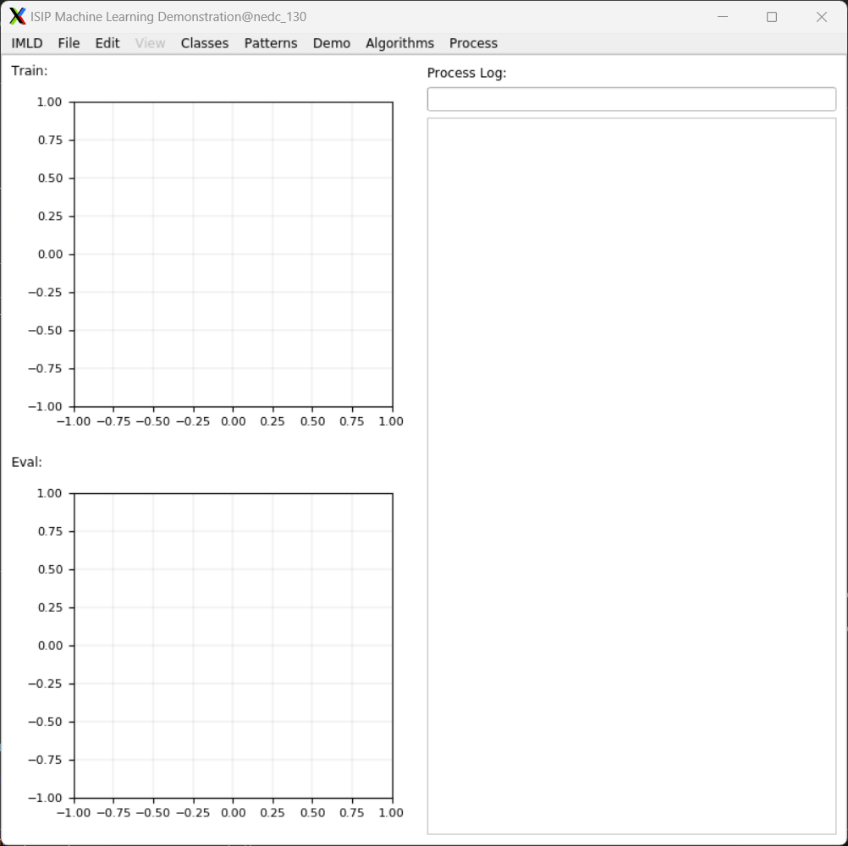 ISIP Machine Learning Demonstration@nedc_130
IMLD File Edit View Classes Patterns Demo Algorithms Process
Train:
1.00
0.75
0.50
0.25
0.00
−0.25
−0.50
−0.75
−1.00
−1.00 −0.75 −0.50 −0.25 0.00 0.25 0.50 0.75 1.00
Eval:
1.00
0.75
0.50
0.25
0.00
−0.25
−0.50
−0.75
−1.00
−1.00 −0.75 −0.50 −0.25 0.00 0.25 0.50 0.75 1.00
Process Log: